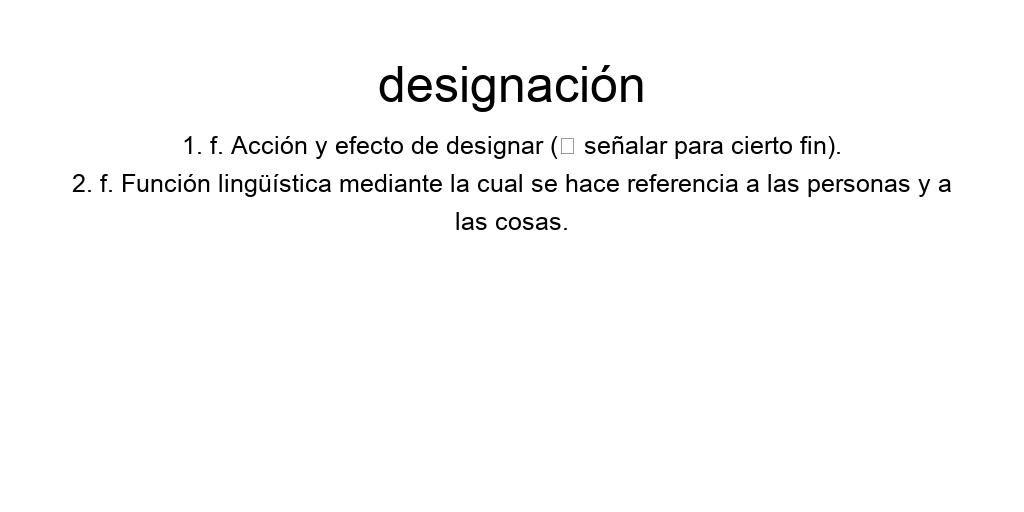 designación
1. f. Acción y efecto de designar (󠀠□ señalar para cierto fin).
2. f. Función lingüística mediante la cual se hace referencia a las personas y a
las cosas.